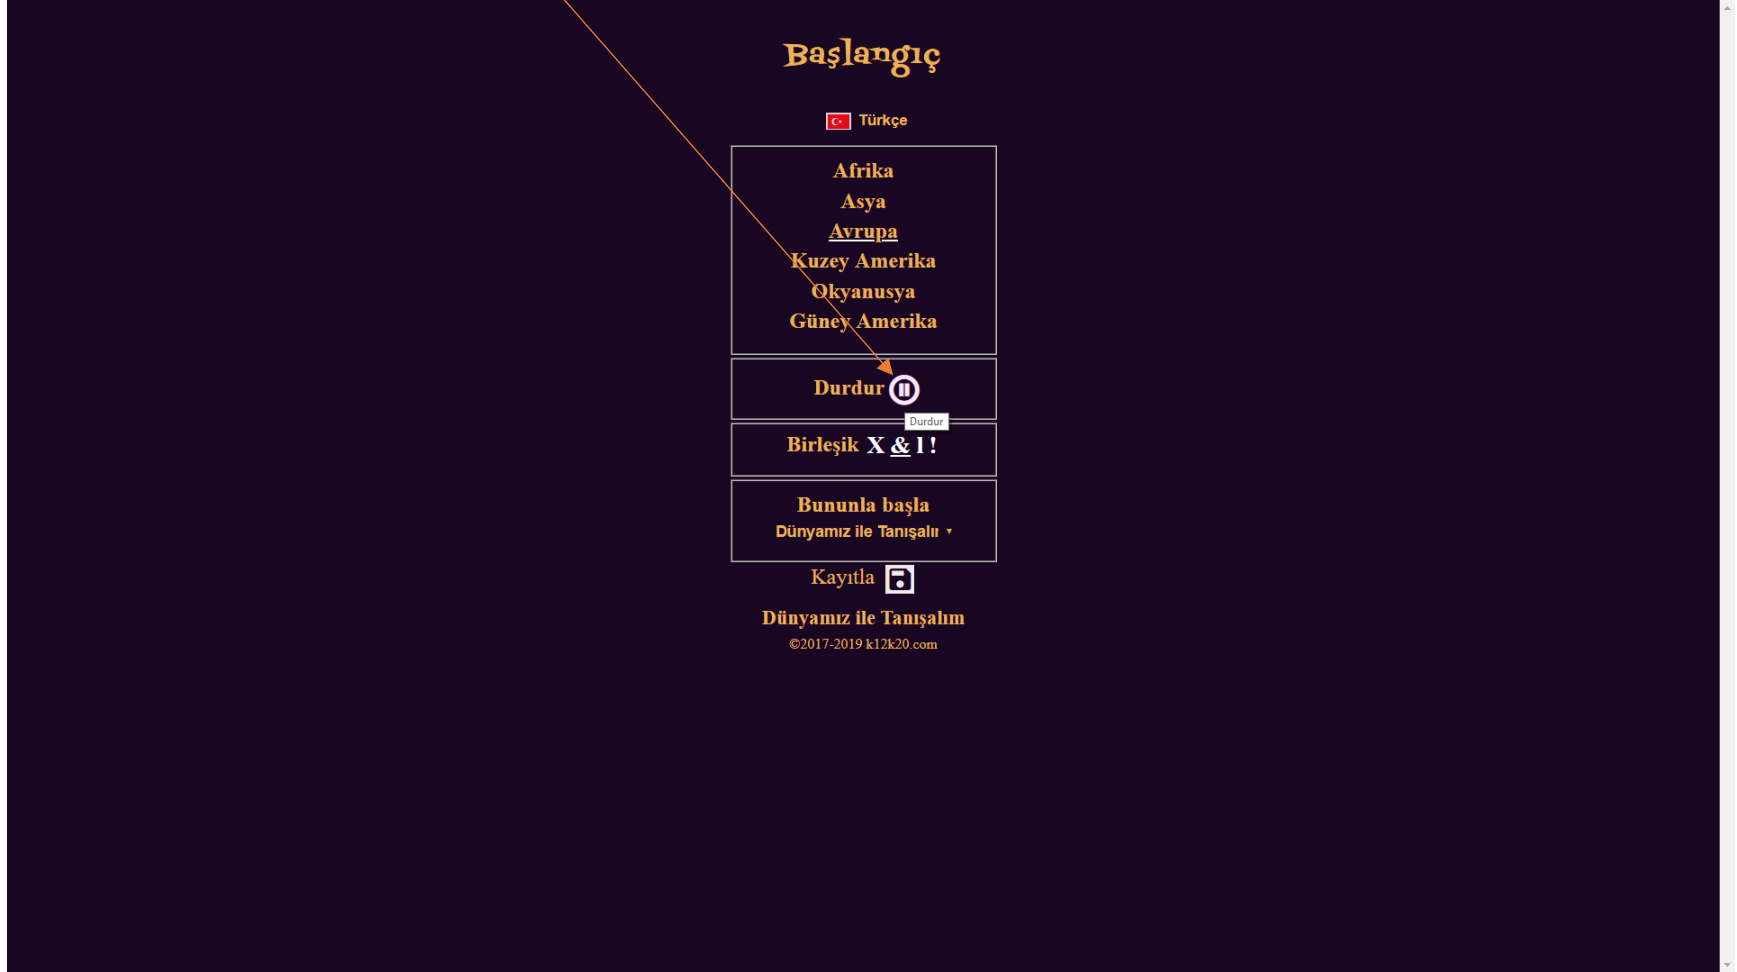 Başlangıç
Türkçe
Afrika
Asya
Avrupa
Kuzey Amerika
Okyanusya
Güney Amerika
Durdur
Durdur
Birleşik X & l !
Bununla başla
Dünyamız ile Tanışalı
Kayıtla
Dünyamız ile Tanışalım
©2017-2019 k12k20.com